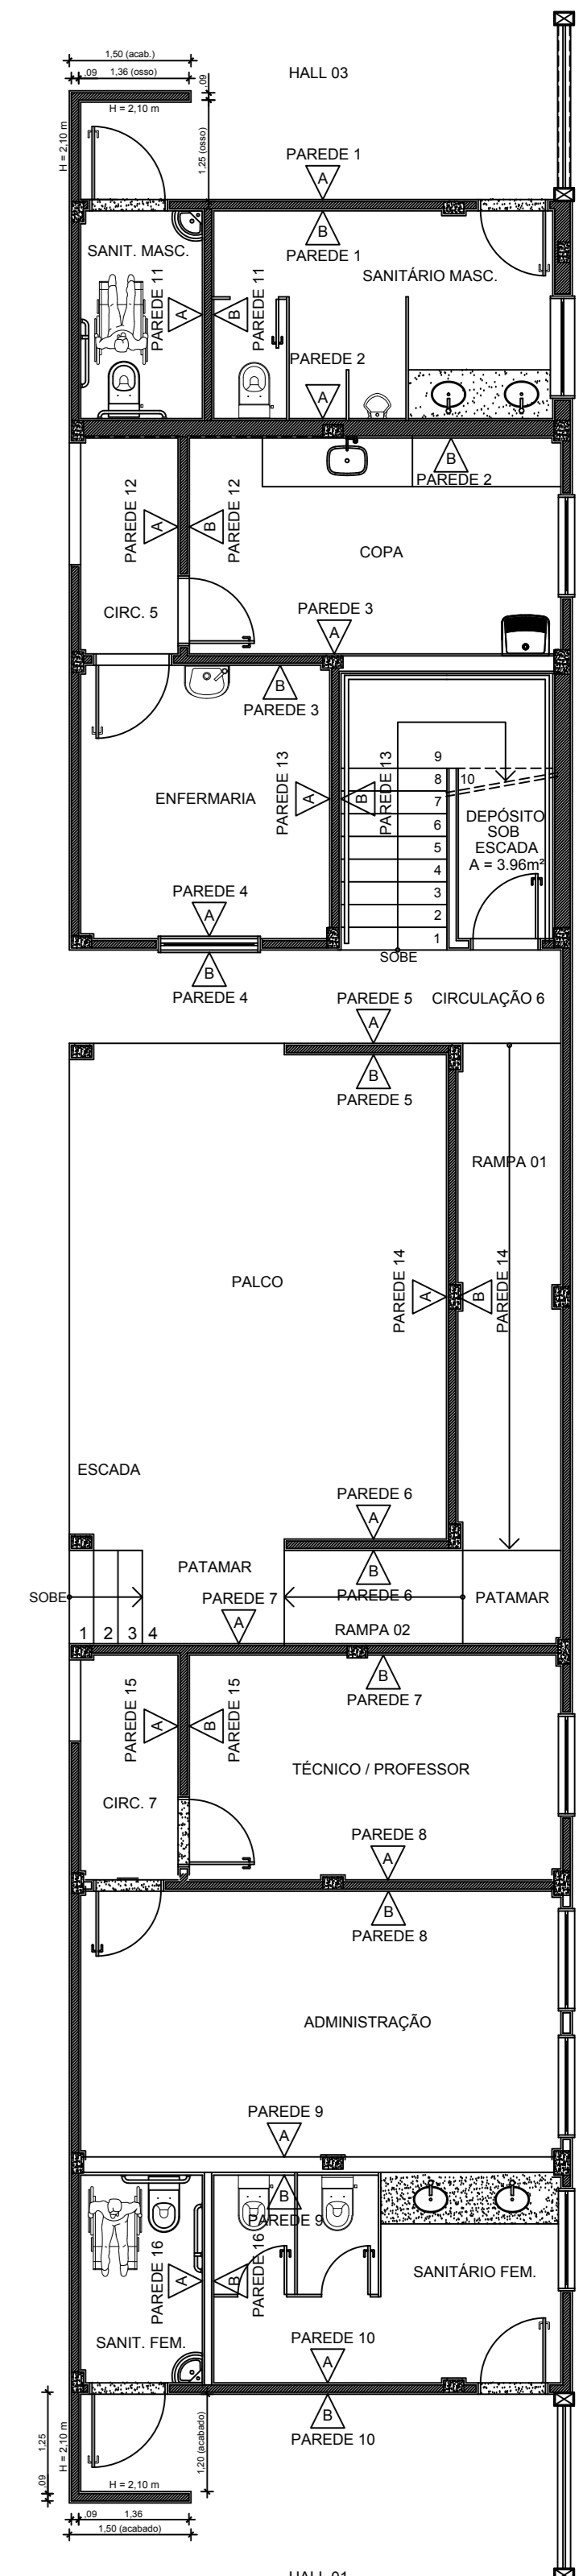 1,50 (acab.)
,09 1,36 (osso)
,09
HALL 03
H = 2,10 m
H = 2,10 m
1,25 (osso)
PAREDE 1
A
B
PAREDE 1
SANIT. MASC.
SANITÁRIO MASC.
PAREDE 11
A
B
PAREDE 11
PAREDE 2
A
B
PAREDE 2
PAREDE 12
A
B
PAREDE 12
COPA
CIRC. 5
PAREDE 3
A
B
PAREDE 3
PAREDE 13
A
B
PAREDE 13
ENFERMARIA
9
8
10
7
6
5
4
3
2
1
DEPÓSITO
SOB
ESCADA
A = 3.96m²
PAREDE 4
A
B
PAREDE 4
SOBE
PAREDE 5
CIRCULAÇÃO 6
A
B
PAREDE 5
RAMPA 01
PALCO
PAREDE 14
A
B
PAREDE 14
ESCADA
PAREDE 6
A
B
PAREDE 6
PATAMAR
SOBE
PAREDE 7
PATAMAR
A
RAMPA 02
1 2 3 4
B
PAREDE 7
PAREDE 15
A
B
PAREDE 15
TÉCNICO / PROFESSOR
CIRC. 7
PAREDE 8
A
B
PAREDE 8
ADMINISTRAÇÃO
PAREDE 9
A
B
PAREDE 9
PAREDE 16
A
B
PAREDE 16
SANITÁRIO FEM.
SANIT. FEM.
PAREDE 10
A
B
PAREDE 10
1,25
,09
H = 2,10 m
1,20 (acabado)
H = 2,10 m
,09 1,36
1,50 (acabado)
HALL 01